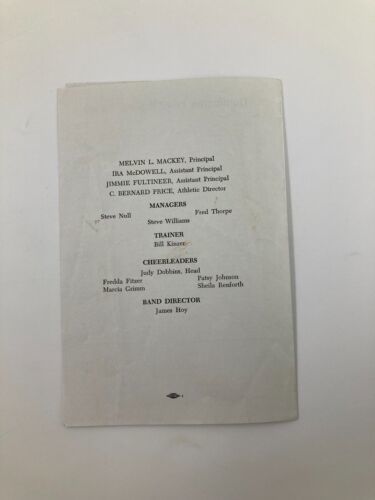 MELVIN L. MACKEY, Principal
IRA McDOWELL, Assistant Principal
JIMMIE FULTINEER, Assistant Principal
C. BERNARD PRICE, Athletic Director
MANAGERS
Steve Null Fred Thorpe
Steve Williams
TRAINER
Bill Kinzer
CHEERLEADERS
Judy Dobbins, Head
Fredda Fitzer Patsy Johnson
Marcia Grimm Sheila Renforth
BAND DIRECTOR
James Hoy